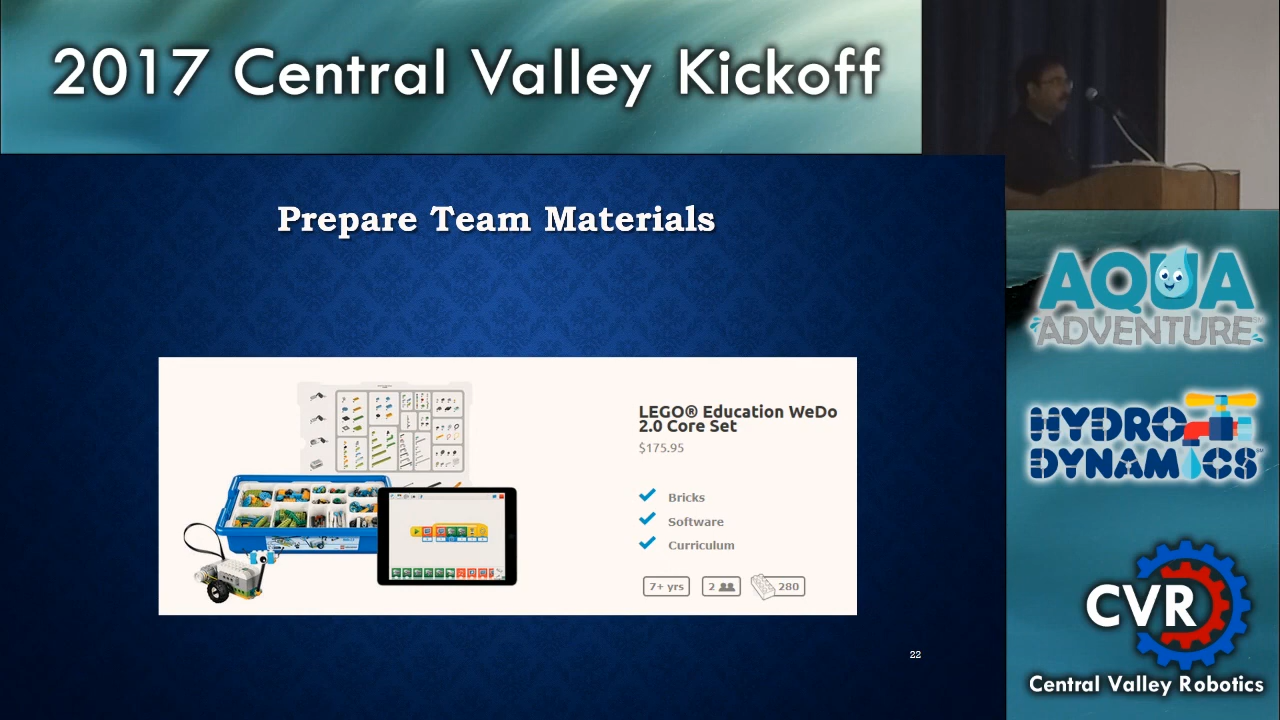 2017 Central Valley Kickoff
Prepare Team Materials
LEGO® Education WeDo
2.0 Core Set
$175.95
Bricks
Software
Curriculum
7+ yrs
2
280
22
AQUA
ADVENTURE
HYDRO
DYNAMICS
CVR
Central Valley Robotics